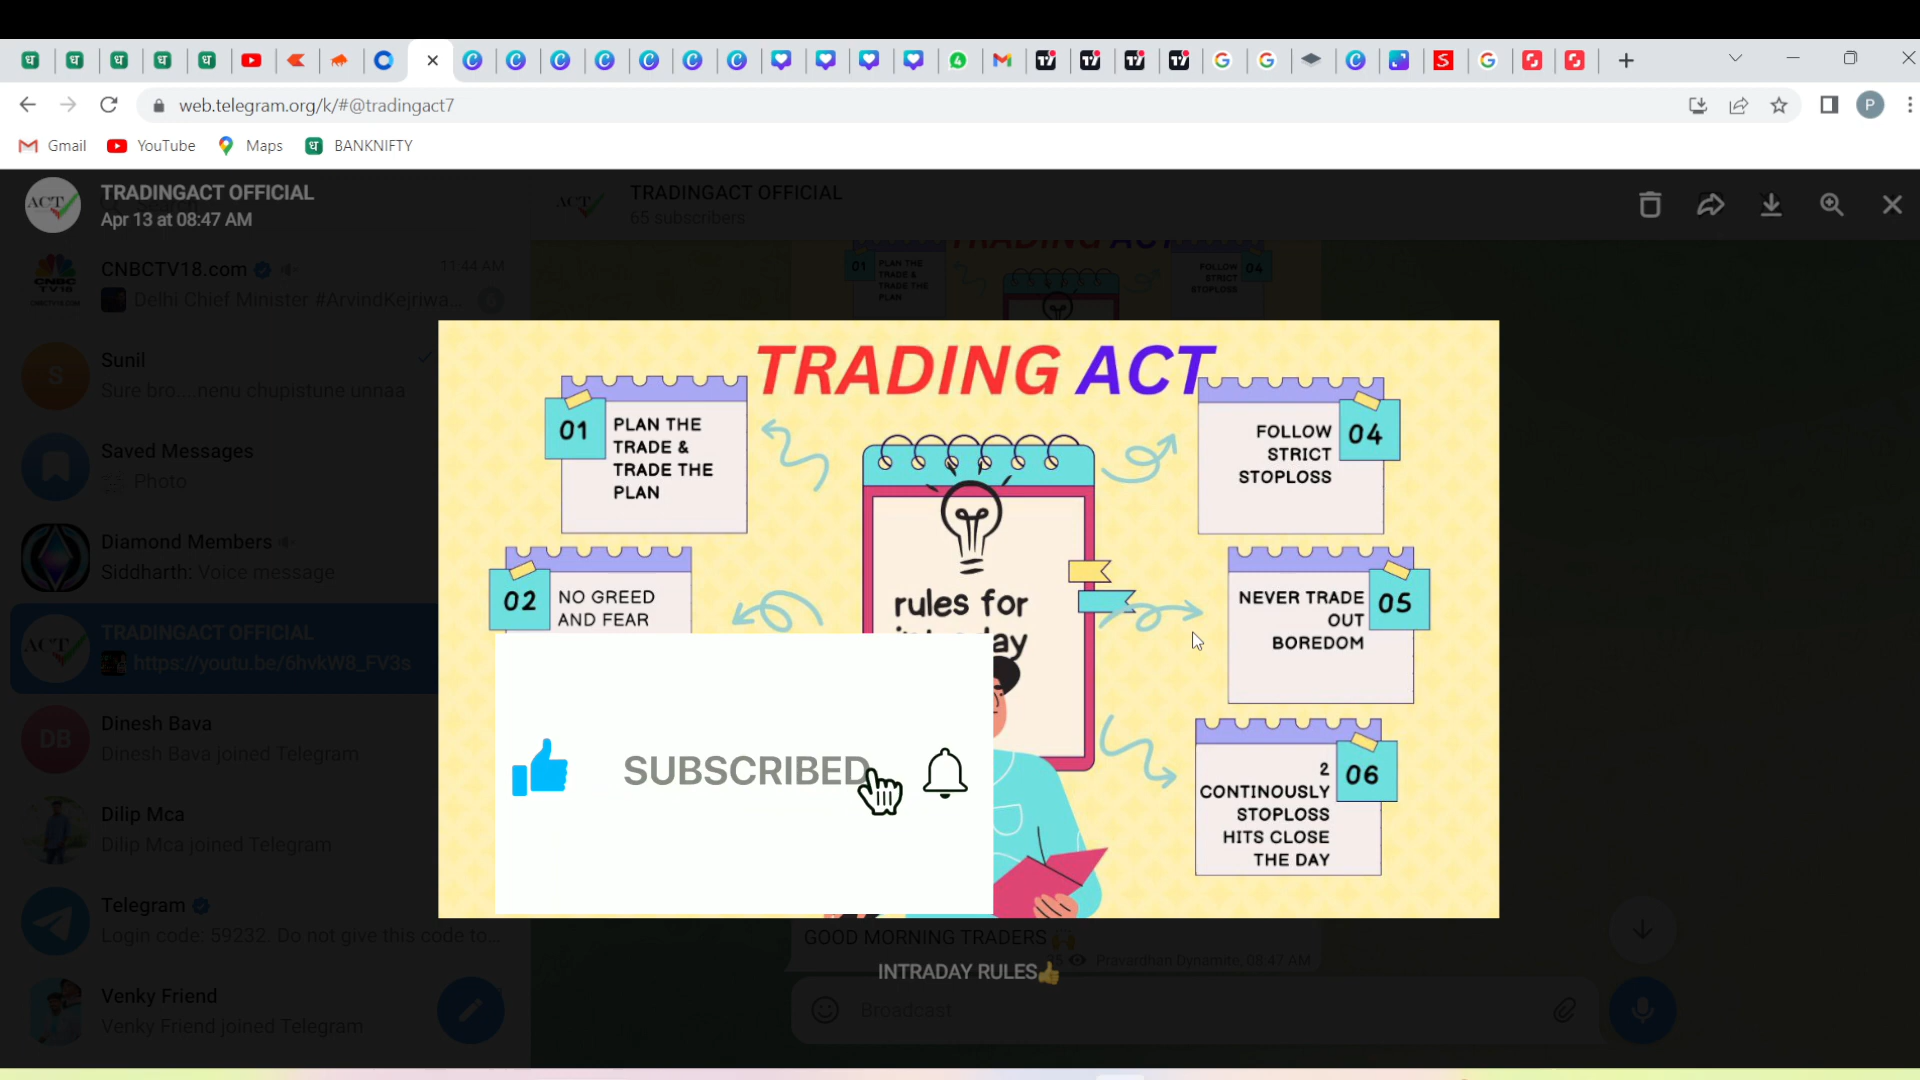 web.telegram.org/k/#@tradingact7
Gmail
YouTube
Maps
BANKNIFTY
TRADINGACT OFFICIAL
Apr 13 at 08:47 AM
TRADINGACT OFFICIAL
65 subscribers
CNBCTV18.com
11:44 AM
Delhi Chief Minister #ArvindKejriwa...
Sunil
Sure bro....nenu chupistune unnaa
Saved Messages
Photo
Diamond Members
Siddharth: Voice message
TRADINGACT OFFICIAL
https://youtu.be/6hvkW8_FV3s
DB
Dinesh Bava
Dinesh Bava joined Telegram
Dilip Mca
Dilip Mca joined Telegram
Telegram
Login code: 59232. Do not give this code to...
Venky Friend
Venky Friend joined Telegram
TRADING ACT
01
PLAN THE
TRADE &
TRADE THE
PLAN
02
NO GREED
AND FEAR
rules for
04
FOLLOW
STRICT
STOPLOSS
05
NEVER TRADE
OUT
BOREDOM
06
2
CONTINOUSLY
STOPLOSS
HITS CLOSE
THE DAY
SUBSCRIBED
GOOD MORNING TRADERS
Pravardhan Dynamite, 08:47 AM
INTRADAY RULES
Broadcast